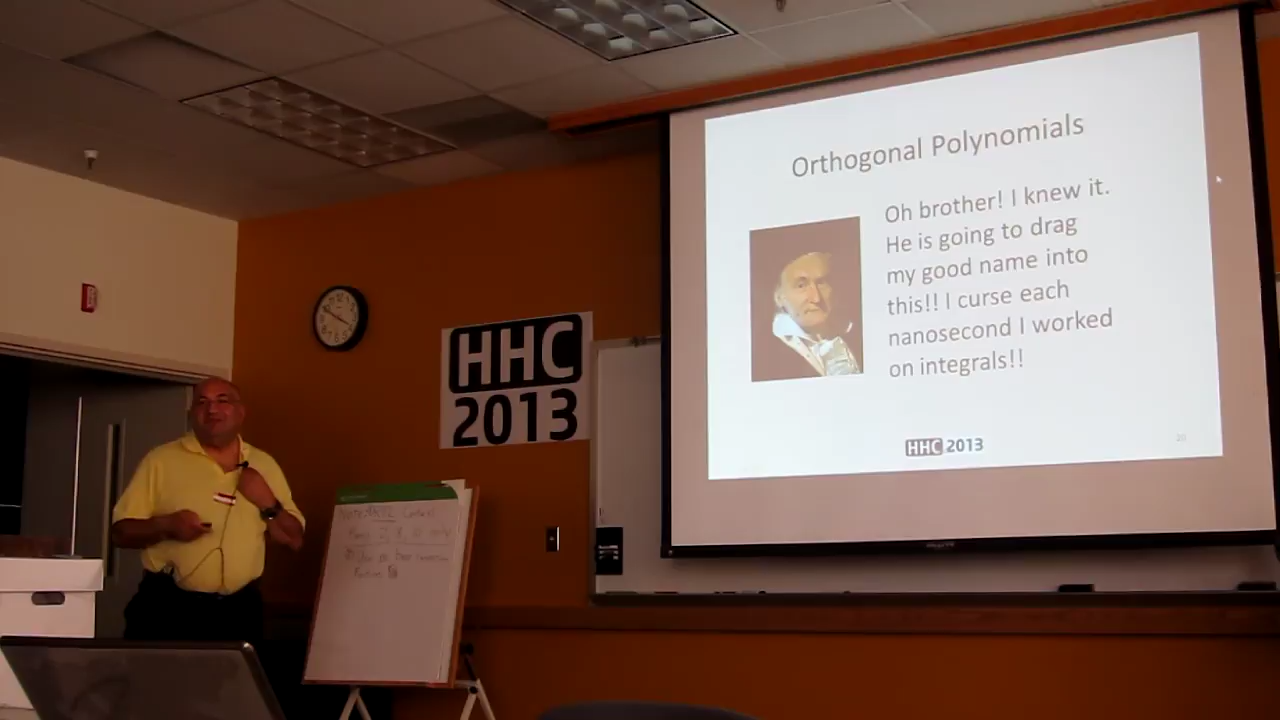 Orthogonal Polynomials
Oh brother! I knew it.
He is going to drag
my good name into
this!! I curse each
nanosecond I worked
on integrals!!
HHC 2013
20
HHC
2013